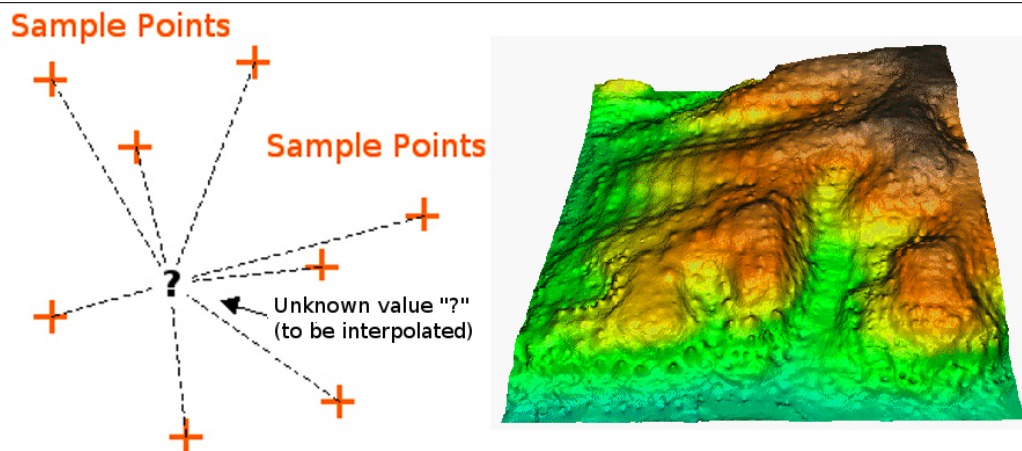 Sample Points
Sample Points
?
Unknown value "?"
(to be interpolated)